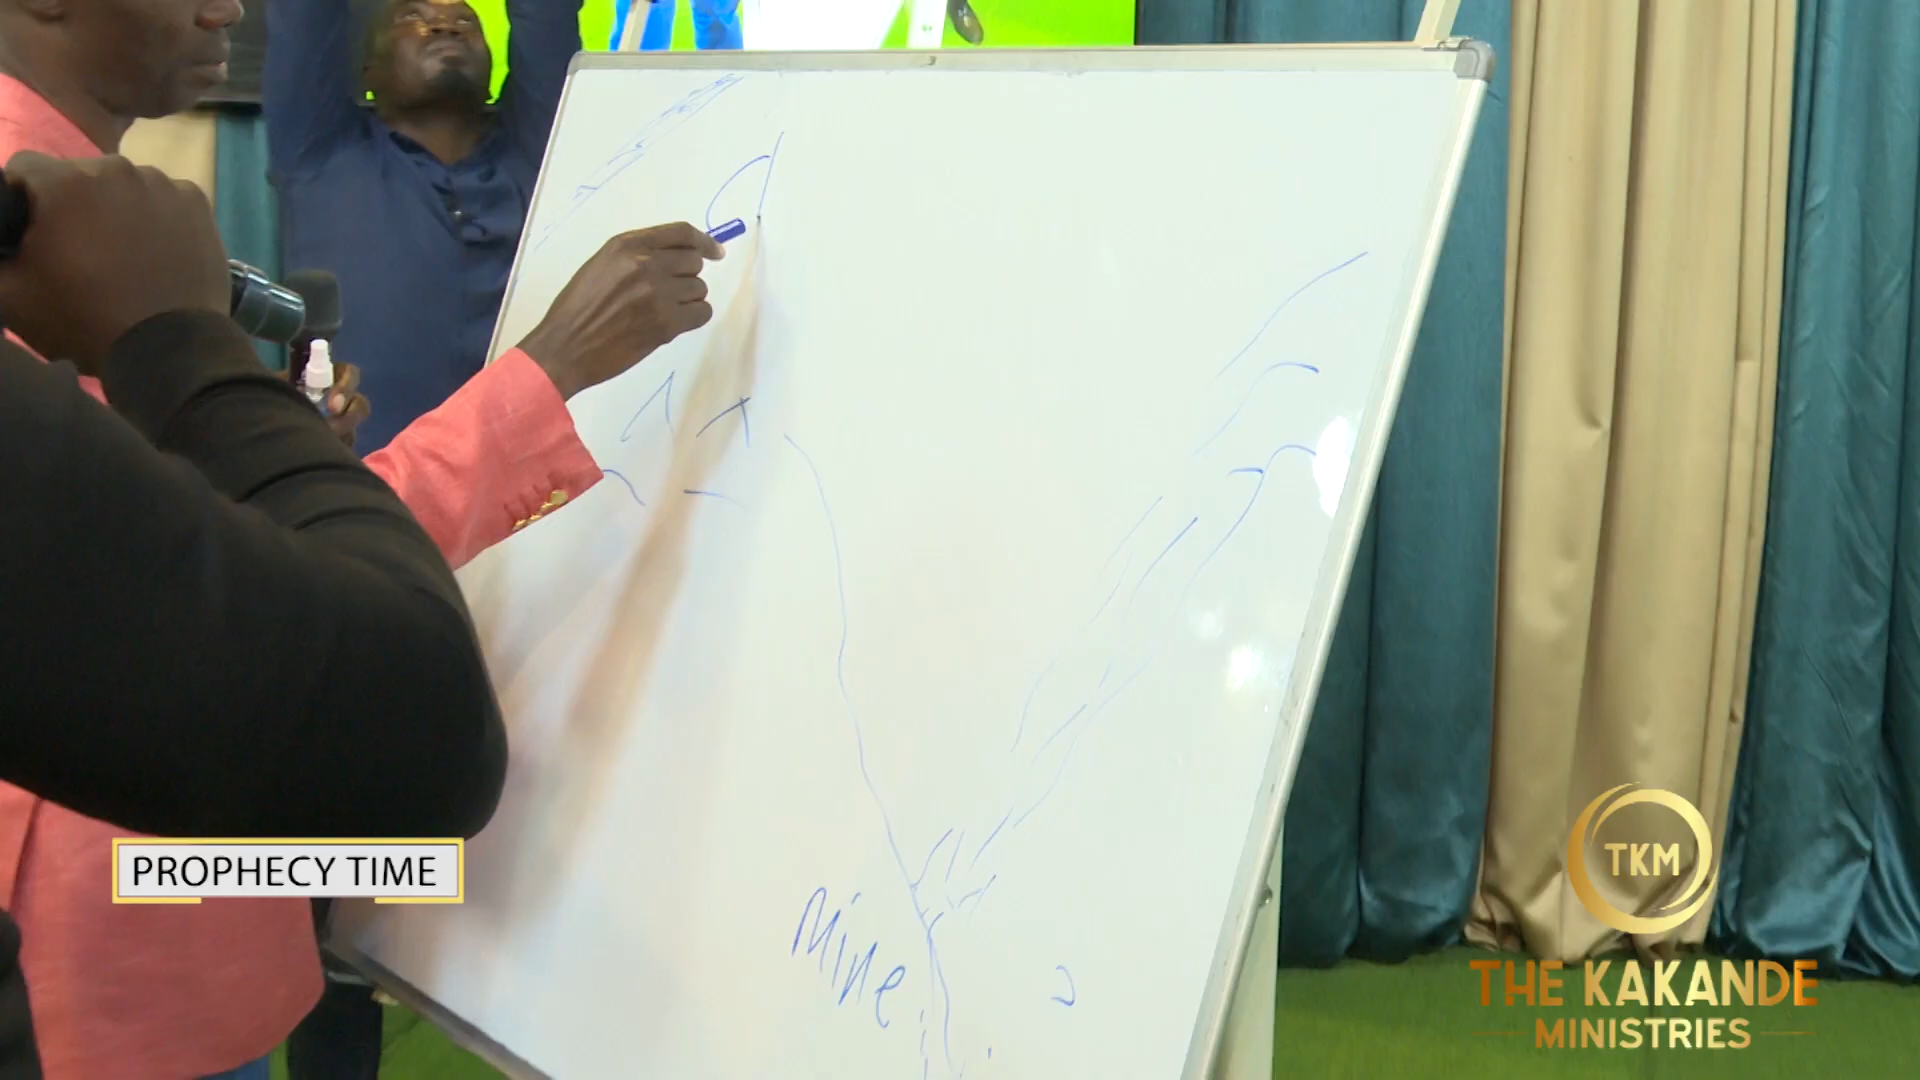 Mine
PROPHECY TIME
TKM
THE KAKANDE
MINISTRIES